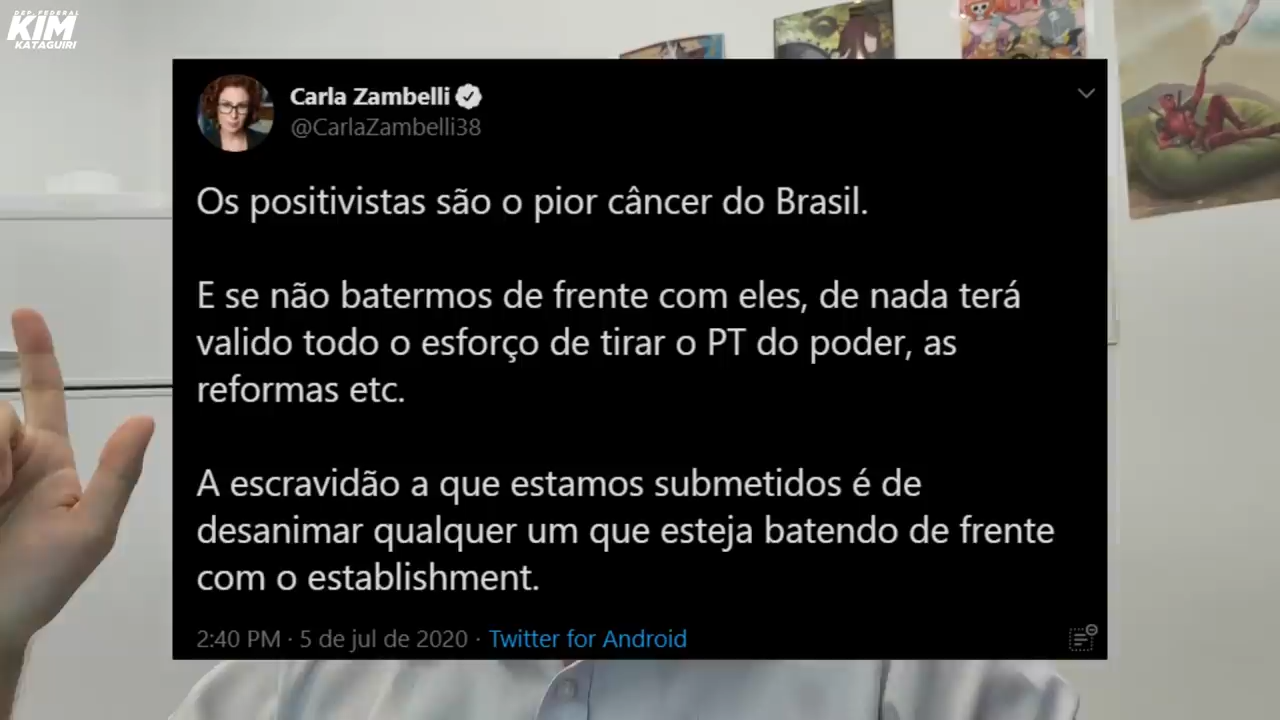 DEP. FEDERAL
KIM
KATAGUIRI
Carla Zambelli
@CarlaZambelli38
Os positivistas são o pior câncer do Brasil.
E se não batermos de frente com eles, de nada terá
valido todo o esforço de tirar o PT do poder, as
reformas etc.
A escravidão a que estamos submetidos é de
desanimar qualquer um que esteja batendo de frente
com o establishment.
2:40 PM · 5 de jul de 2020 · Twitter for Android